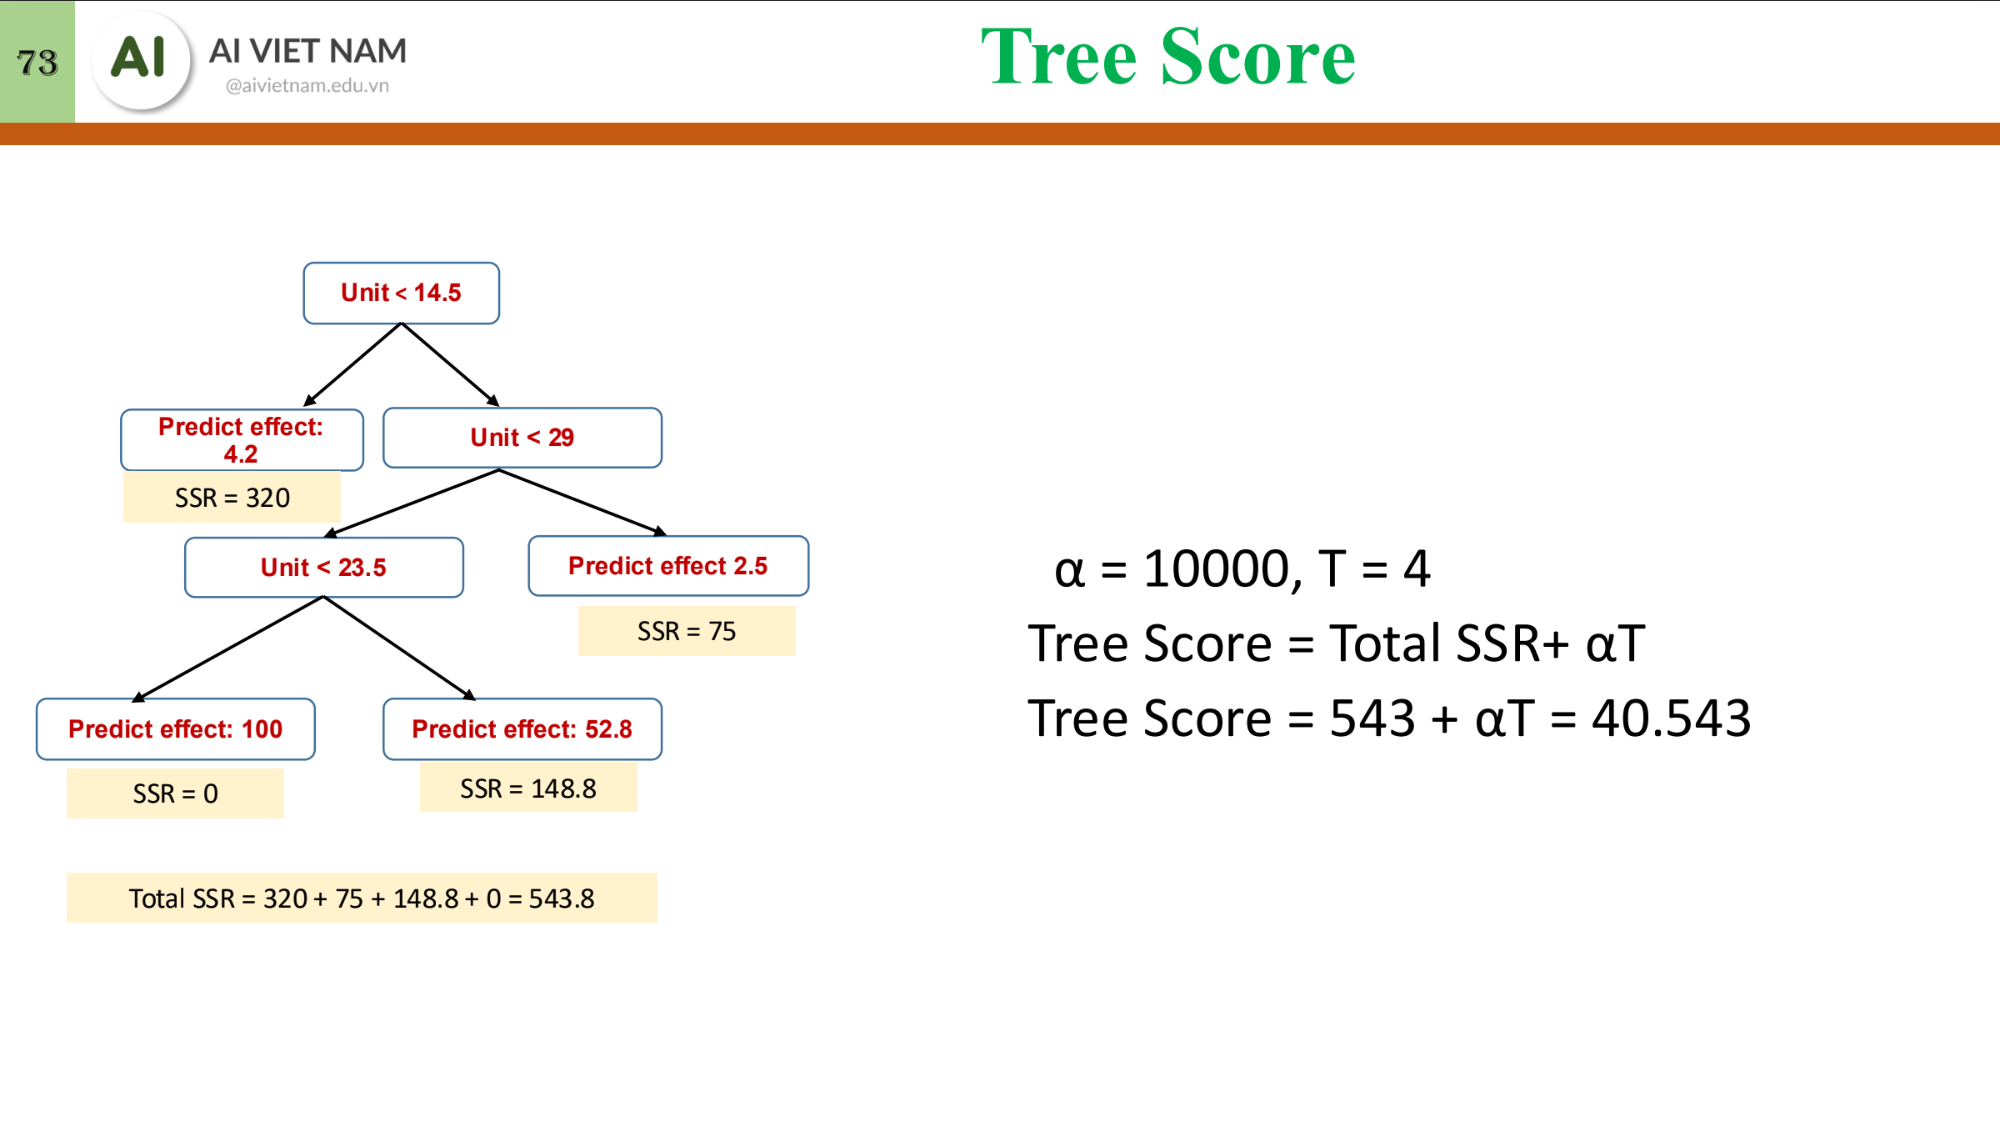 73
AI
AI VIET NAM
@aivietnam.edu.vn
Tree Score
Unit < 14.5
Predict effect:
4.2
SSR = 320
Unit < 29
Unit < 23.5
Predict effect 2.5
SSR = 75
Predict effect: 100
SSR = 0
Predict effect: 52.8
SSR = 148.8
Total SSR = 320 + 75 + 148.8 + 0 = 543.8
α = 10000, T = 4
Tree Score = Total SSR+ αT
Tree Score = 543 + αT = 40.543